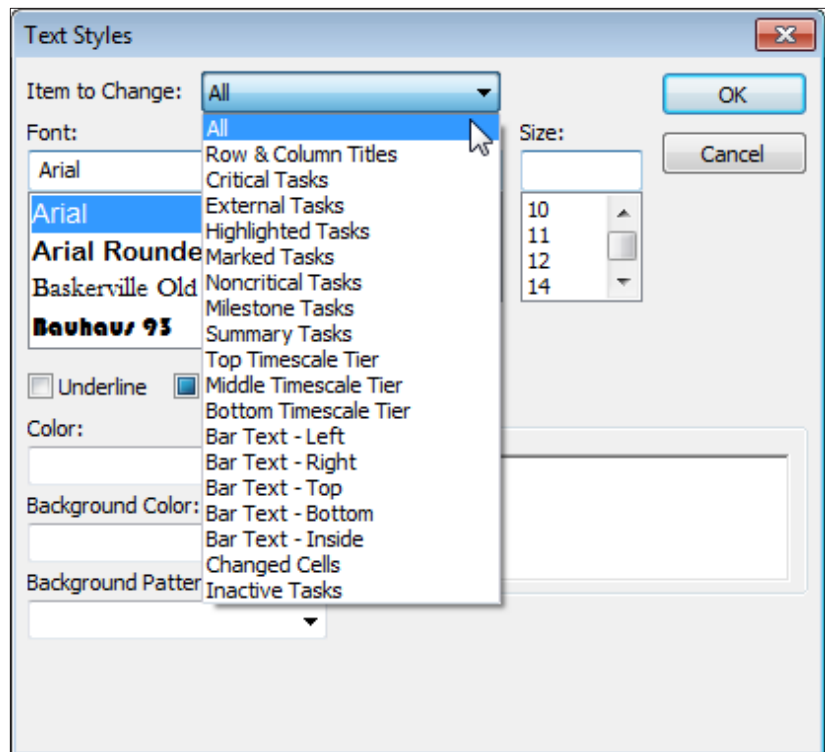 Text Styles
Item to Change: All
Font:
Size:
OK
Cancel
Arial
Arial
Arial Rounde
Baskerville Old
Bauhaus 93
All
Row & Column Titles
Critical Tasks
External Tasks
Highlighted Tasks
Marked Tasks
Noncritical Tasks
Milestone Tasks
Summary Tasks
Top Timescale Tier
Middle Timescale Tier
Bottom Timescale Tier
Bar Text - Left
Bar Text - Right
Bar Text - Top
Bar Text - Bottom
Bar Text - Inside
Changed Cells
Inactive Tasks
10
11
12
14
Underline
Color:
Background Color:
Background Patter